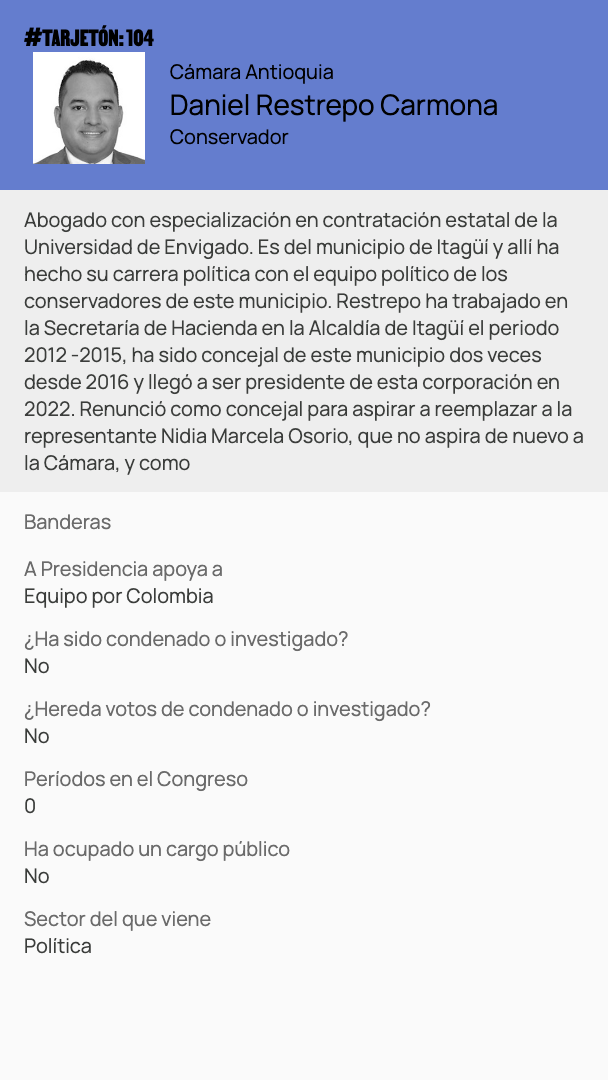 #TARJETÓN: 104
Cámara Antioquia
Daniel Restrepo Carmona
Conservador
Abogado con especialización en contratación estatal de la
Universidad de Envigado. Es del municipio de Itagüí y allí ha
hecho su carrera política con el equipo político de los
conservadores de este municipio. Restrepo ha trabajado en
la Secretaría de Hacienda en la Alcaldía de Itagüí el periodo
2012 -2015, ha sido concejal de este municipio dos veces
desde 2016 y llegó a ser presidente de esta corporación en
2022. Renunció como concejal para aspirar a reemplazar a la
representante Nidia Marcela Osorio, que no aspira de nuevo a
la Cámara, y como
Banderas
A Presidencia apoya a
Equipo por Colombia
¿Ha sido condenado o investigado?
No
¿Hereda votos de condenado o investigado?
No
Períodos en el Congreso
0
Ha ocupado un cargo público
No
Sector del que viene
Política